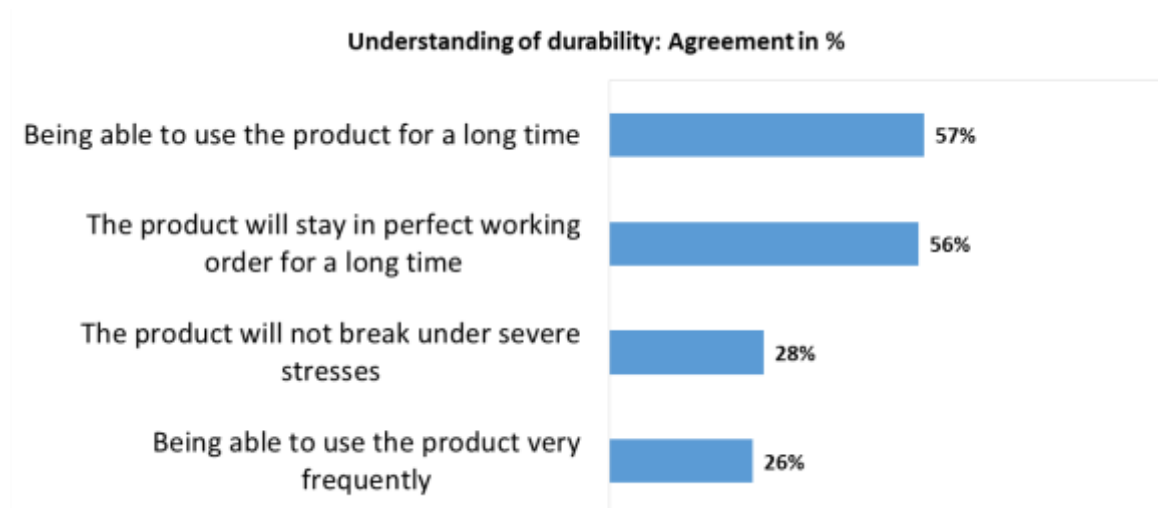 Understanding of durability: Agreement in %
Being able to use the product for a long time
57%
The product will stay in perfect working
order for a long time
56%
The product will not break under severe
stresses
28%
Being able to use the product very
frequently
26%